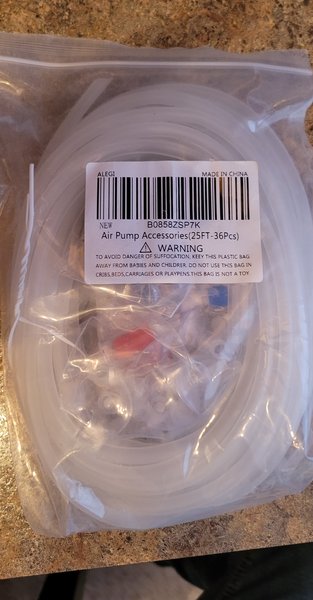 ALEGI MADE IN CHINA
NEW B0858ZSP7K
Air Pump Accessories(25FT-36Pcs)
⚠ WARNING
TO AVOID DANGER OF SUFFOCATION, KEEY THIS PLASTIC BAG
AWAY FROM BABIES AND CHILDREN. DO NOT USE THIS BAG IN
CRIBS,BEDS,CARRIAGES OR PLAYPENS.THIS BAG IS NOT A TOY